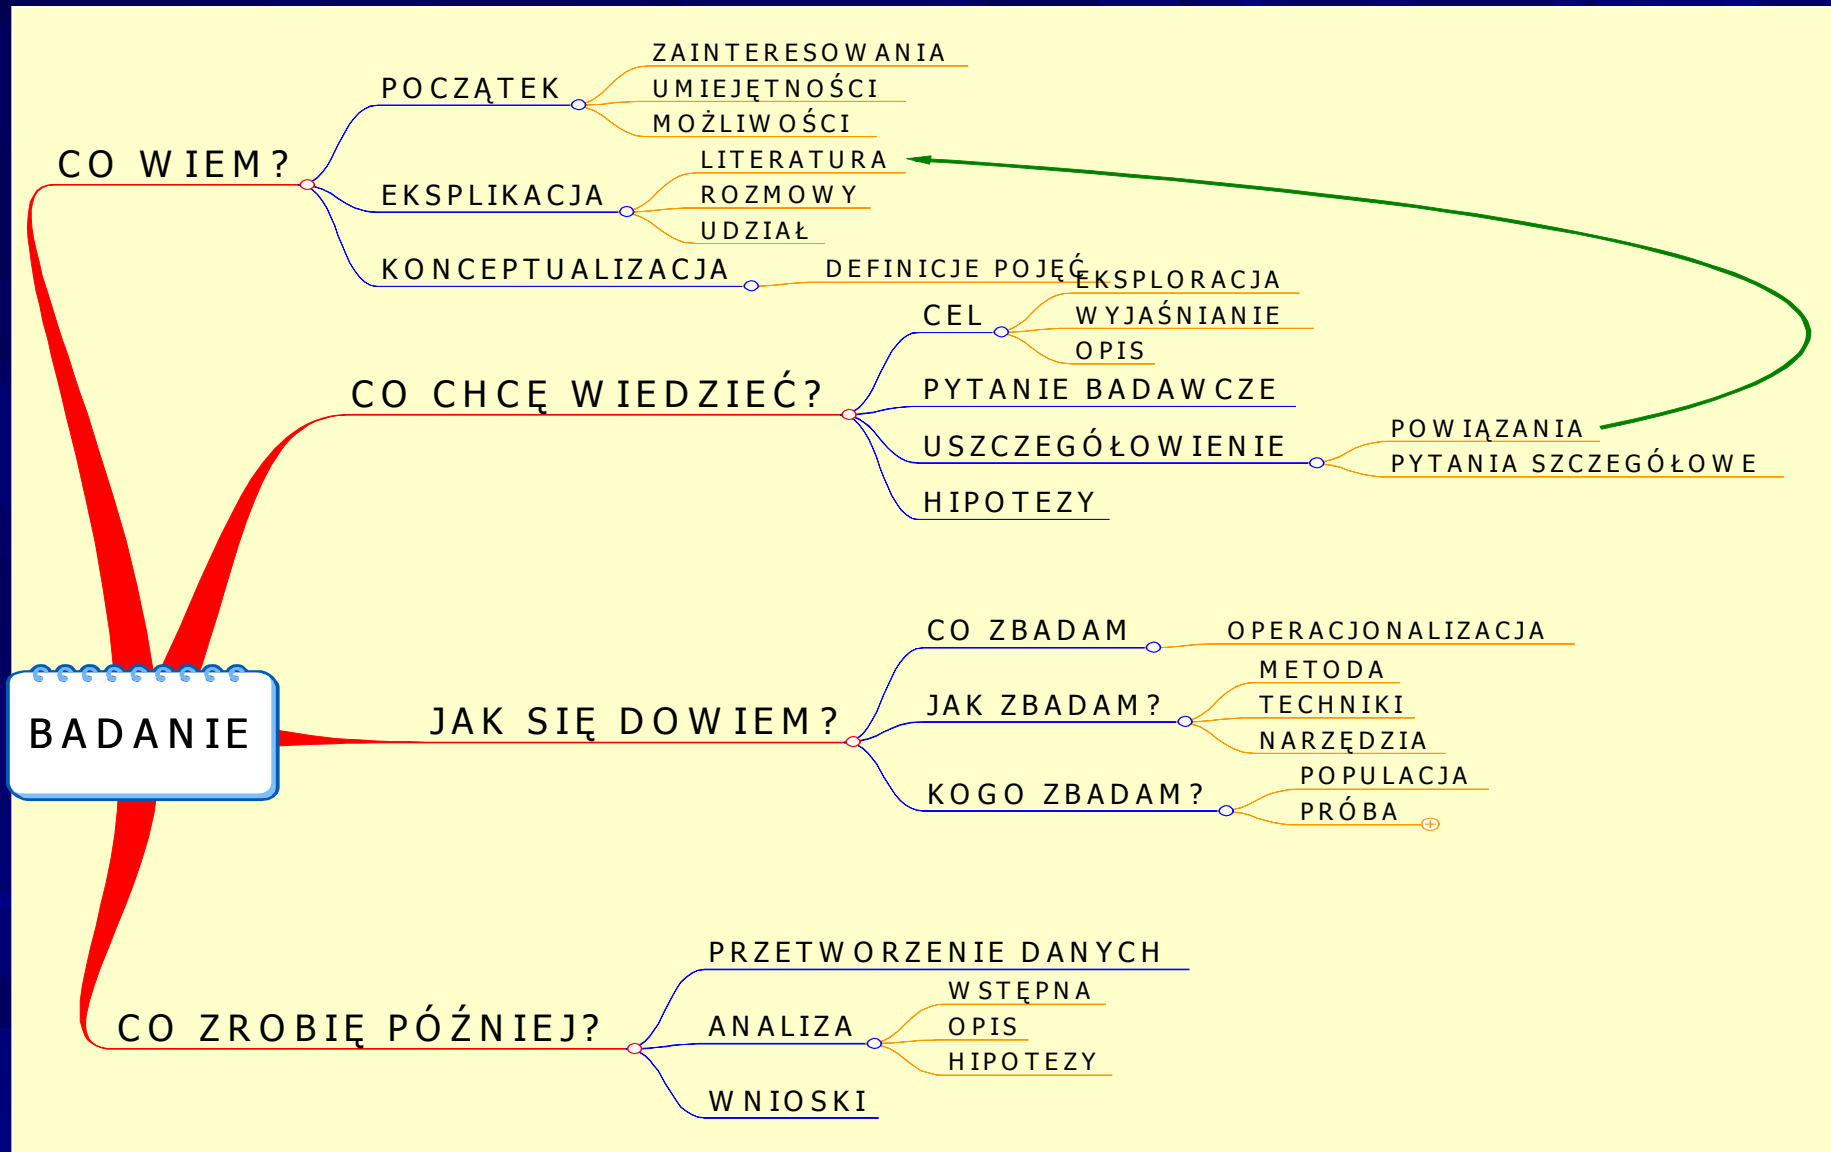 ZAINTERESOWANIA
POCZĄTEK
UMIEJĘTNOŚCI
MOŻLIWOŚCI
CO WIEM?
LITERATURA
EKSPLIKACJA
ROZMOWY
UDZIAŁ
KONCEPTUALIZACJA
DEFINICJE POJĘĆ
EKSPLORACJA
CEL
WYJAŚNIANIE
OPIS
CO CHCĘ WIEDZIEĆ?
PYTANIE BADAWCZE
USZCZEGÓŁOWIENIE
POWIĄZANIA
PYTANIA SZCZEGÓŁOWE
HIPOTEZY
BADANIE
JAK SIĘ DOWIEM?
CO ZBADAM
OPERACJONALIZACJA
JAK ZBADAM?
METODA
TECHNIKI
NARZĘDZIA
KOGO ZBADAM?
POPULACJA
PRÓBA
CO ZROBIĘ PÓŹNIEJ?
PRZETWORZENIE DANYCH
ANALIZA
WSTĘPNA
OPIS
HIPOTEZY
WNIOSKI